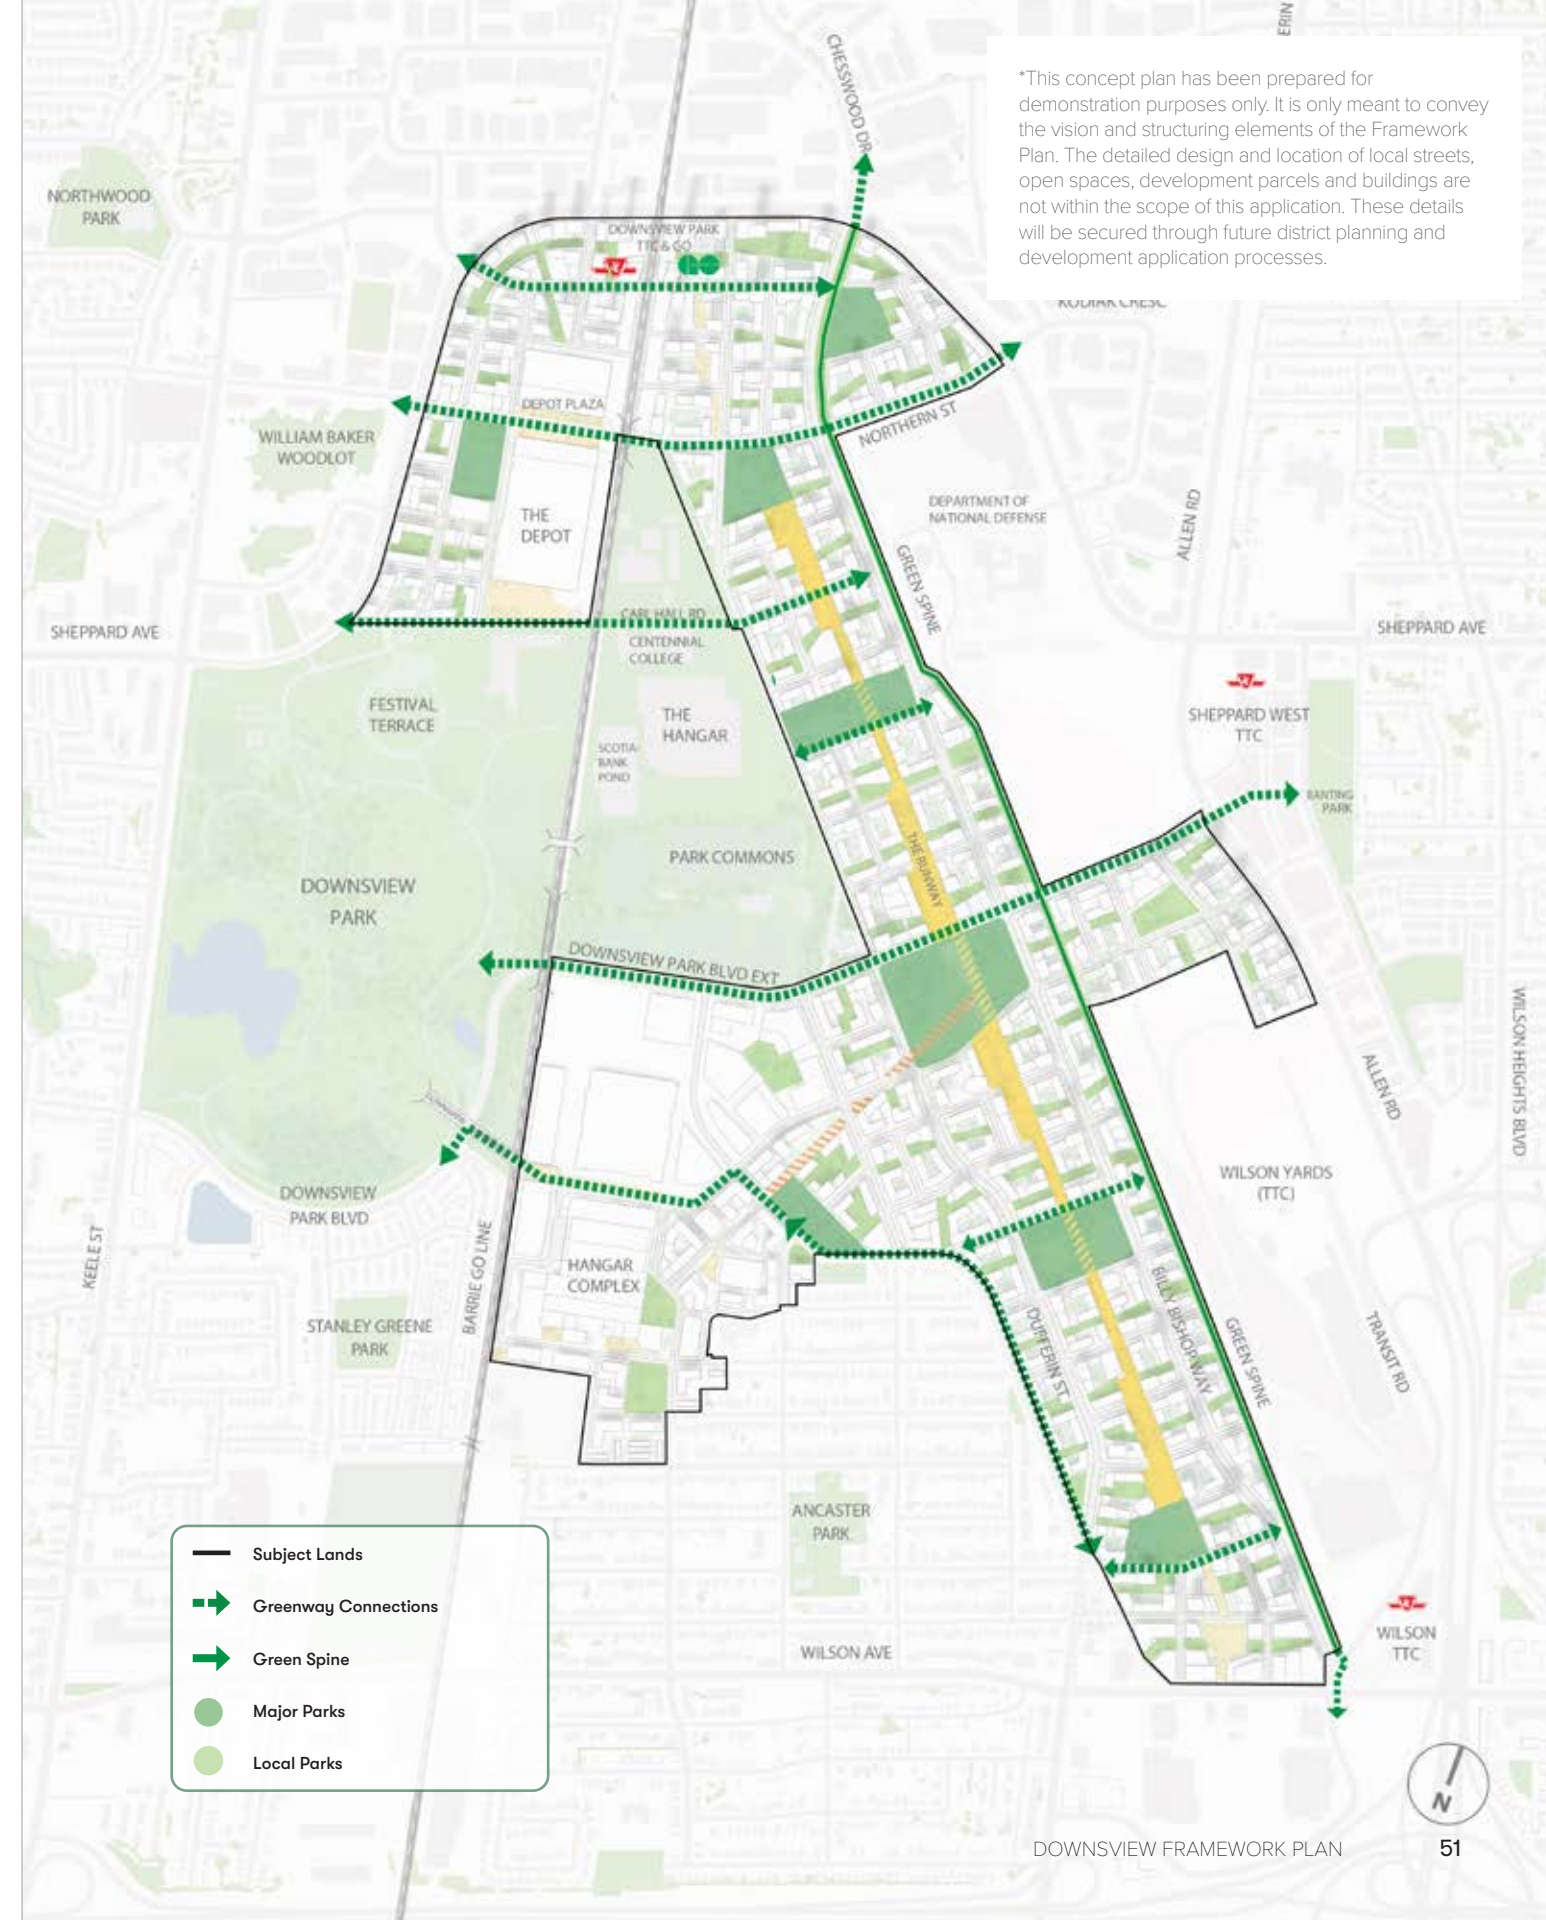 ERIN
CHESSWOOD DR
*This concept plan has been prepared for
demonstration purposes only. It is only meant to convey
the vision and structuring elements of the Framework
Plan. The detailed design and location of local streets,
open spaces, development parcels and buildings are
not within the scope of this application. These details
will be secured through future district planning and
development application processes.
KODIAK CRESC
NORTHWOOD
PARK
DOWNSVIEW PARK
TTC & GO
DEPOT PLAZA
NORTHERN ST
WILLIAM BAKER
WOODLOT
THE
DEPOT
DEPARTMENT OF
NATIONAL DEFENSE
ALLEN RD
GREEN SPINE
CARL HALL RD
SHEPPARD AVE
SHEPPARD AVE
CENTENNIAL
COLLEGE
FESTIVAL
TERRACE
THE
HANGAR
SCOTIA-
BANK
POND
SHEPPARD WEST
TTC
BANTING
PARK
THE RUNWAY
PARK COMMONS
DOWNSVIEW
PARK
DOWNSVIEW PARK BLVD EXT
WILSON HEIGHTS BLVD
ALLEN RD
WILSON YARDS
(TTC)
DOWNSVIEW
PARK BLVD
KEELE ST
BARRIE GO LINE
HANGAR
COMPLEX
STANLEY GREENE
PARK
DUFFERIN ST
BILLY BISHOP WAY
GREEN SPINE
TRANSIT RD
ANCASTER
PARK
WILSON AVE
WILSON
TTC
Subject Lands
Greenway Connections
Green Spine
Major Parks
Local Parks
N
DOWNSVIEW FRAMEWORK PLAN 51